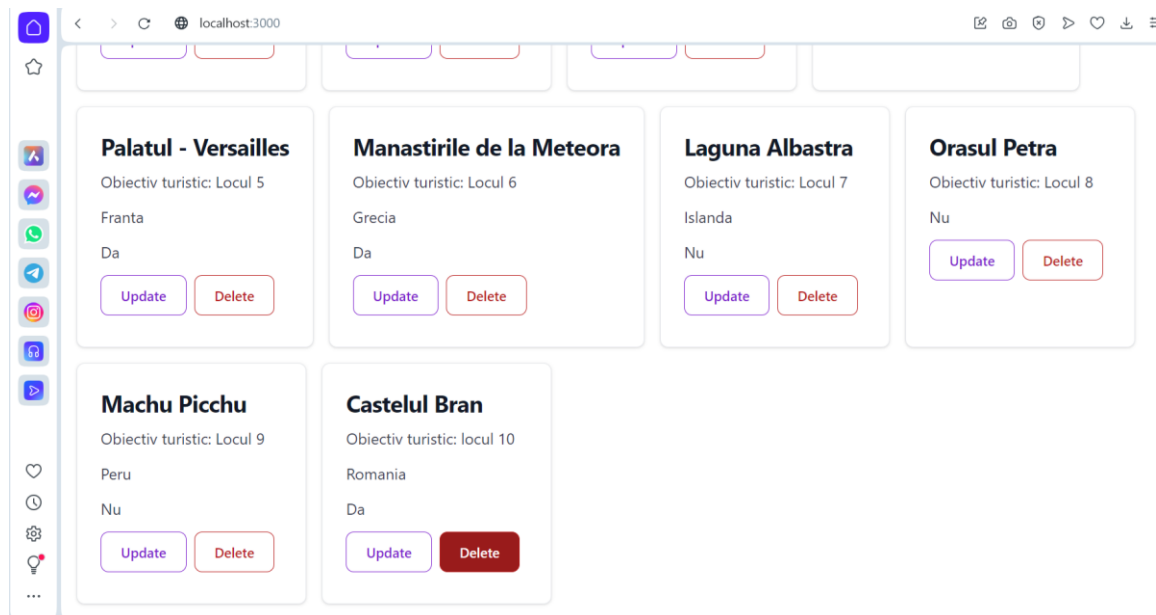 localhost:3000
Palatul - Versailles
Obiectiv turistic: Locul 5
Franta
Da
Update Delete
Manastirile de la Meteora
Obiectiv turistic: Locul 6
Grecia
Da
Update Delete
Laguna Albastra
Obiectiv turistic: Locul 7
Islanda
Nu
Update Delete
Orasul Petra
Obiectiv turistic: Locul 8
Nu
Update Delete
Machu Picchu
Obiectiv turistic: Locul 9
Peru
Nu
Update Delete
Castelul Bran
Obiectiv turistic: locul 10
Romania
Da
Update Delete